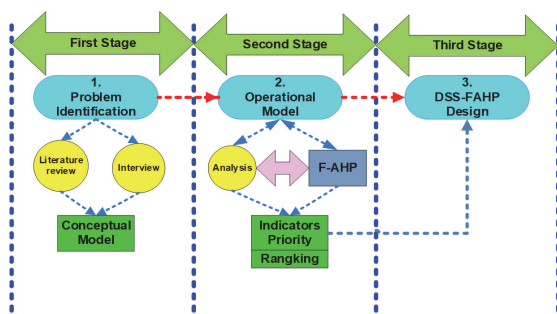 First Stage
Second Stage
Third Stage
1.
Problem
Identification
2.
Operational
Model
3.
DSS-FAHP
Design
Literature
review
Interview
Analysis
F-AHP
Conceptual
Model
Indicators
Priority
Rangking